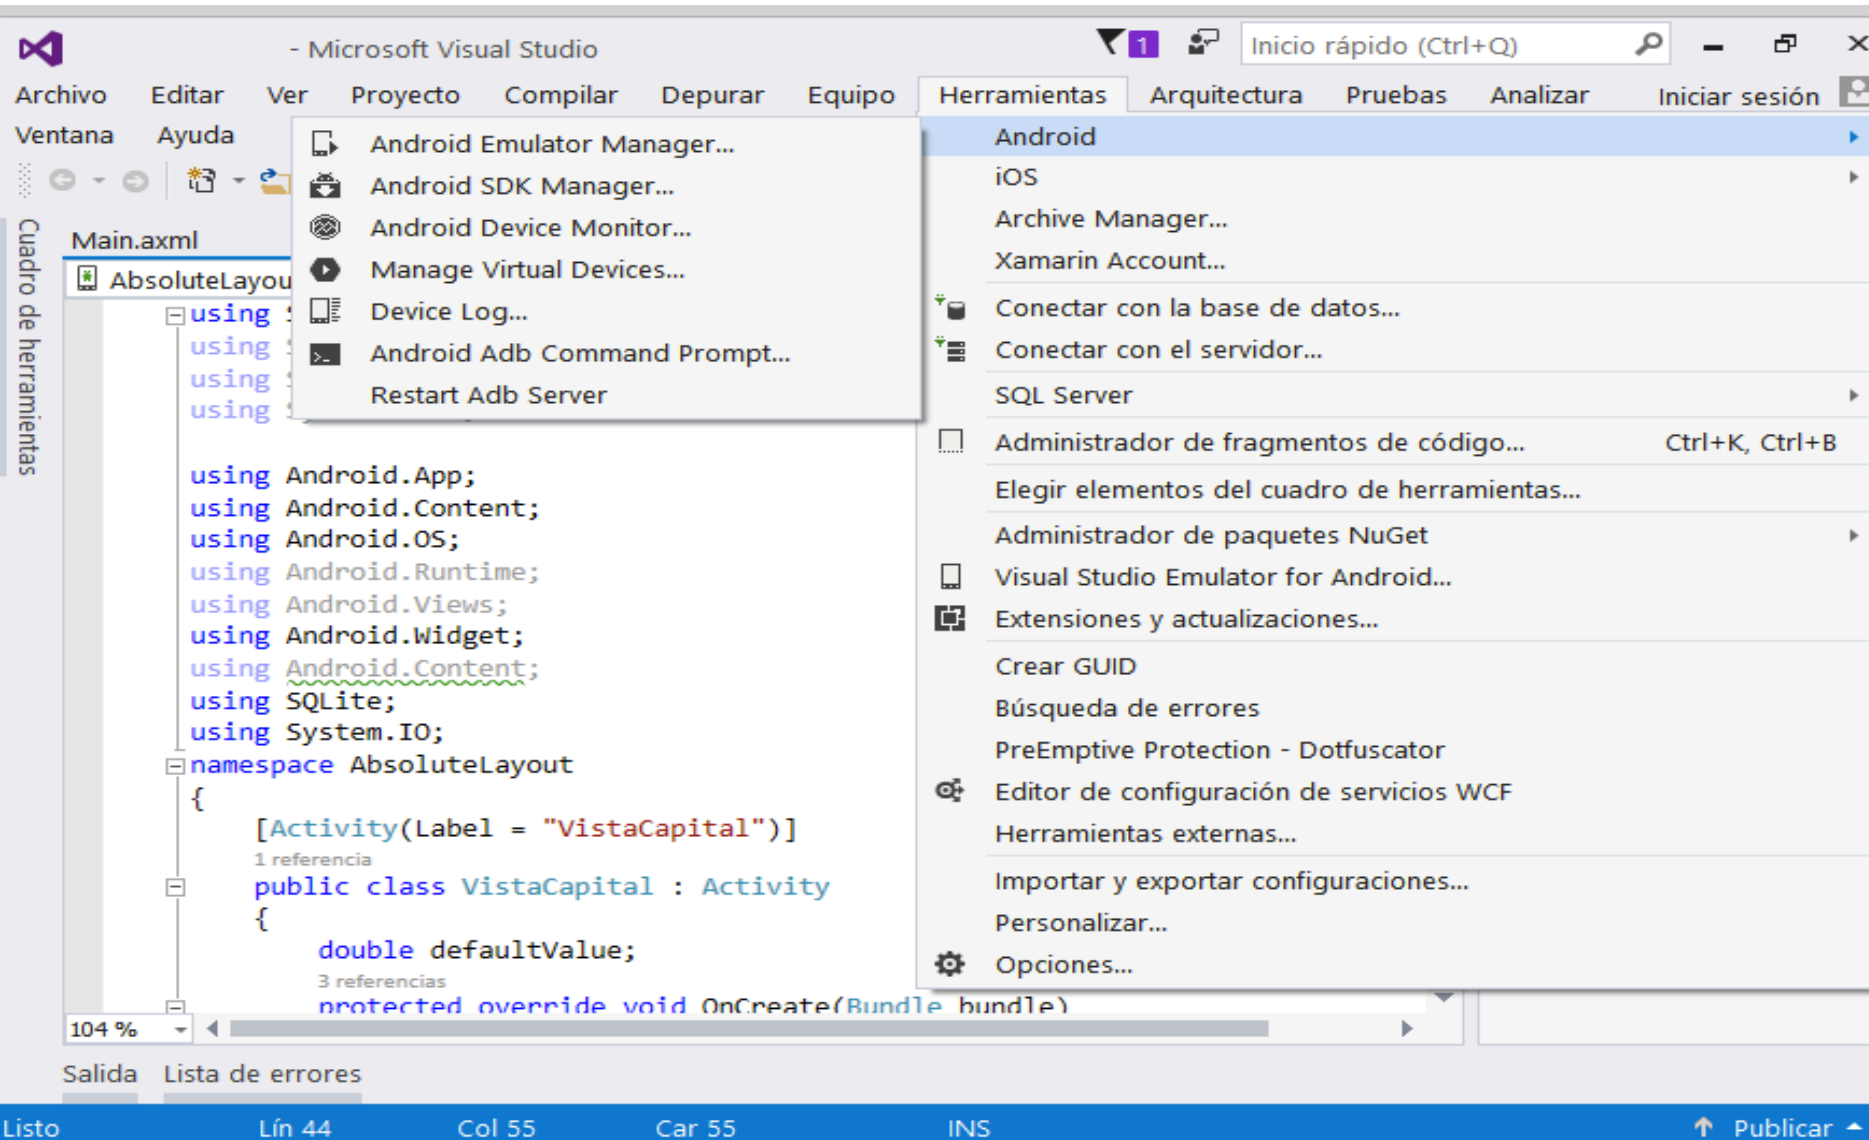 - Microsoft Visual Studio
1
Inicio rápido (Ctrl+Q)
Archivo Editar Ver Proyecto Compilar Depurar Equipo Herramientas Arquitectura Pruebas Analizar Iniciar sesión
Ventana Ayuda
Android Emulator Manager...
Android SDK Manager...
Android Device Monitor...
Manage Virtual Devices...
Device Log...
Android Adb Command Prompt...
Restart Adb Server
Android
iOS
Archive Manager...
Xamarin Account...
Conectar con la base de datos...
Conectar con el servidor...
SQL Server
Administrador de fragmentos de código... Ctrl+K, Ctrl+B
Elegir elementos del cuadro de herramientas...
Administrador de paquetes NuGet
Visual Studio Emulator for Android...
Extensiones y actualizaciones...
Crear GUID
Búsqueda de errores
PreEmptive Protection - Dotfuscator
Editor de configuración de servicios WCF
Herramientas externas...
Importar y exportar configuraciones...
Personalizar...
Opciones...
Cuadro de herramientas
Main.axml
AbsoluteLayou
using
using
using
using
using Android.App;
using Android.Content;
using Android.OS;
using Android.Runtime;
using Android.Views;
using Android.Widget;
using Android.Content;
using SQLite;
using System.IO;
namespace AbsoluteLayout
{
[Activity(Label = "VistaCapital")]
1 referencia
public class VistaCapital : Activity
{
double defaultValue;
3 referencias
protected override void OnCreate(Bundle bundle)
104 %
Salida Lista de errores
Listo Lín 44 Col 55 Car 55 INS Publicar